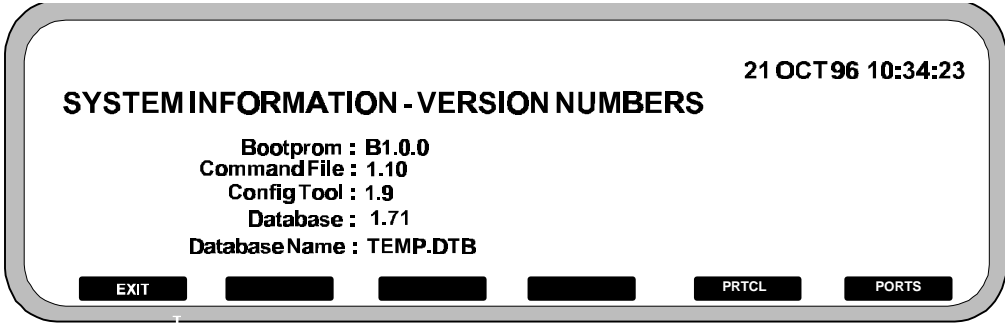 21 OCT 96 10:34:23
SYSTEM INFORMATION - VERSION NUMBERS
Bootprom : B1.0.0
Command File : 1.10
Config Tool : 1.9
Database : 1.71
Database Name : TEMP.DTB
EXIT PRTCL PORTS
T